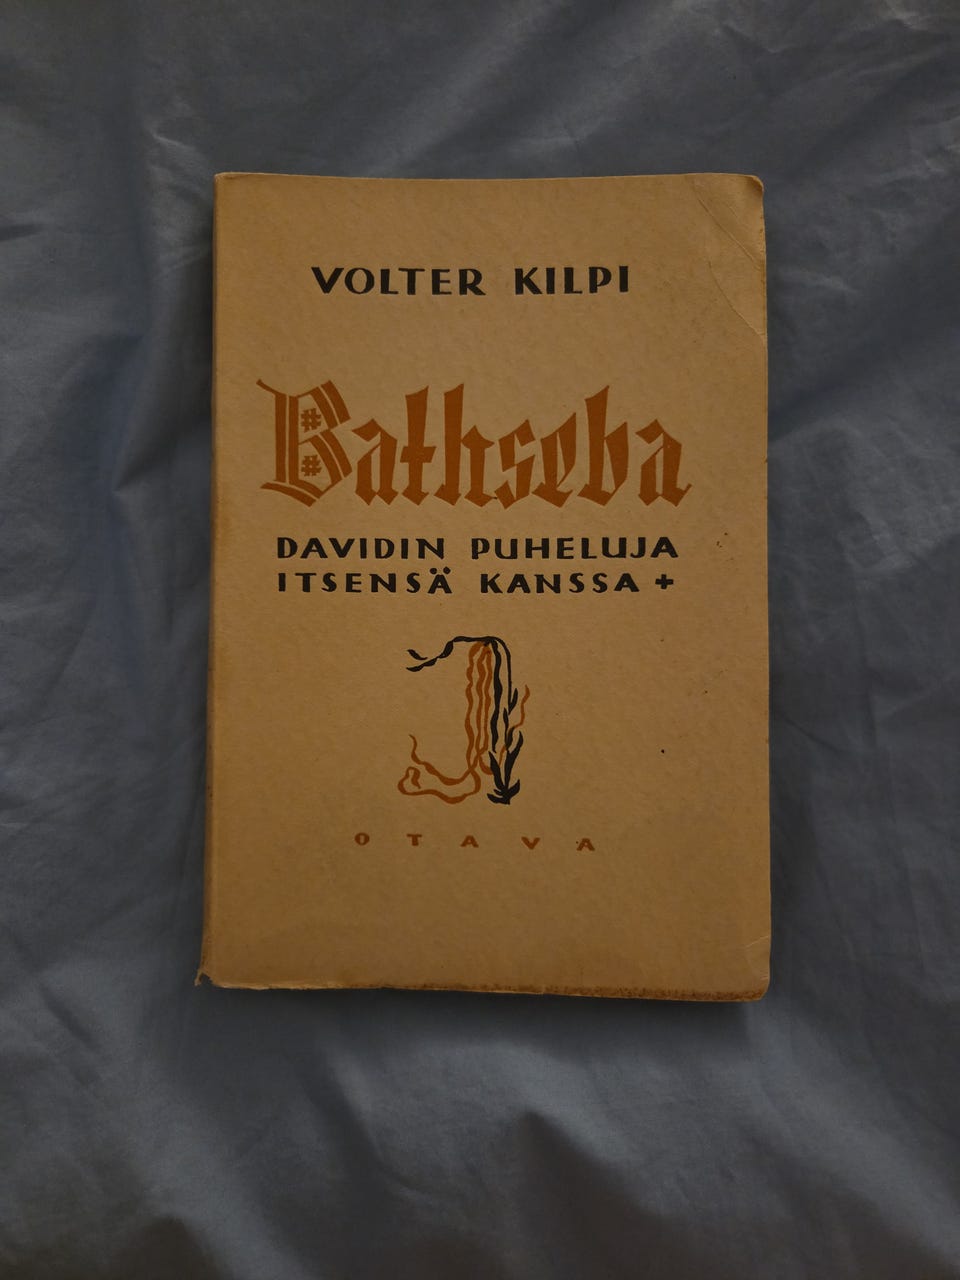 VOLTER KILPI
Bathseba
DAVIDIN PUHELUJA
ITSENSÄ KANSSA +
OTAVA